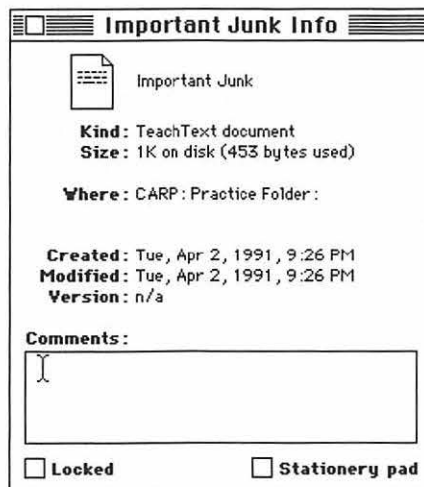 Important Junk Info
Important Junk
Kind: TeachText document
Size: 1K on disk (453 bytes used)
Where: CARP: Practice Folder:
Created: Tue, Apr 2, 1991, 9:26 PM
Modified: Tue, Apr 2, 1991, 9:26 PM
Version: n/a
Comments:
Locked Stationery pad